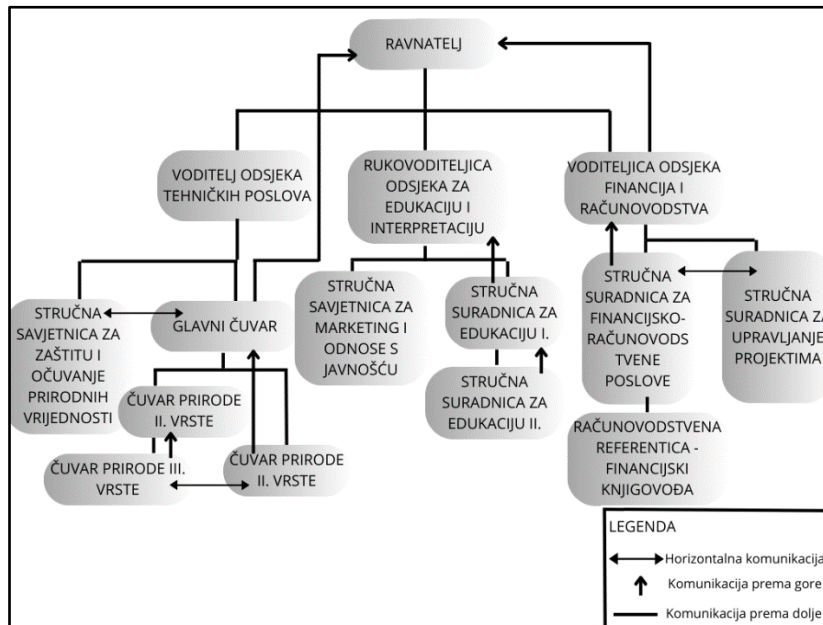 RAVNATELJ
VODITELJ ODSJEKA
TEHNIČKIH POSLOVA
RUKOVODITELJICA
ODSJEKA ZA
EDUKACIJU I
INTERPRETACIJU
VODITELJICA ODSJEKA
FINANCIJA I
RAČUNOVODSTVA
STRUČNA
SAVJETNICA ZA
ZAŠTITU I
OČUVANJE
PRIRODNIH
VRIJEDNOSTI
GLAVNI ČUVAR
STRUČNA
SAVJETNICA ZA
MARKETING I
ODNOSE S
JAVNOŠĆU
STRUČNA
SURADNICA ZA
EDUKACIJU I.
STRUČNA
SURADNICA ZA
FINANCIJSKO-
RAČUNOVODS
TVENE
POSLOVE
STRUČNA
SURADNICA ZA
UPRAVLJANJE
PROJEKTIMA
ČUVAR PRIRODE
II. VRSTE
STRUČNA
SURADNICA ZA
EDUKACIJU II.
RAČUNOVODSTVENA
REFERENTICA -
FINANCIJSKI
KNJIGOVOĐA
ČUVAR PRIRODE III.
VRSTE
ČUVAR PRIRODE
II. VRSTE
LEGENDA
Horizontalna komunikacija
Komunikacija prema gore
Komunikacija prema dolje